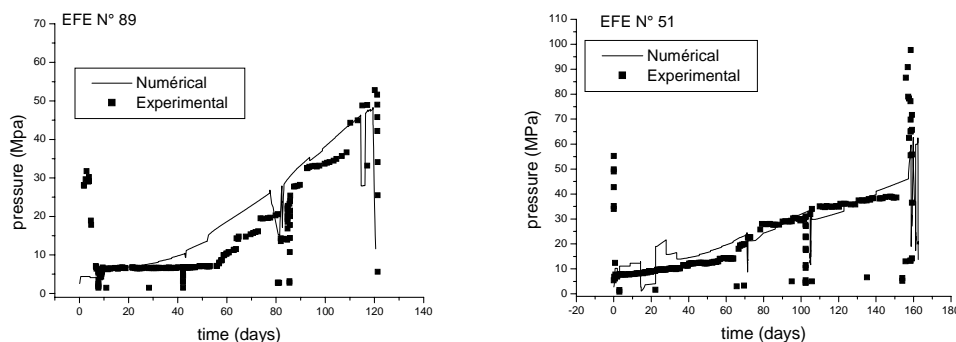 EFE N° 89
Numérical
Experimental
pressure (Mpa)
70
60
50
40
30
20
10
0
0 20 40 60 80 100 120 140
time (days)
EFE N° 51
Numérical
Experimental
pressure (MPa)
110
100
90
80
70
60
50
40
30
20
10
0
-20 0 20 40 60 80 100 120 140 160 180
time (days)